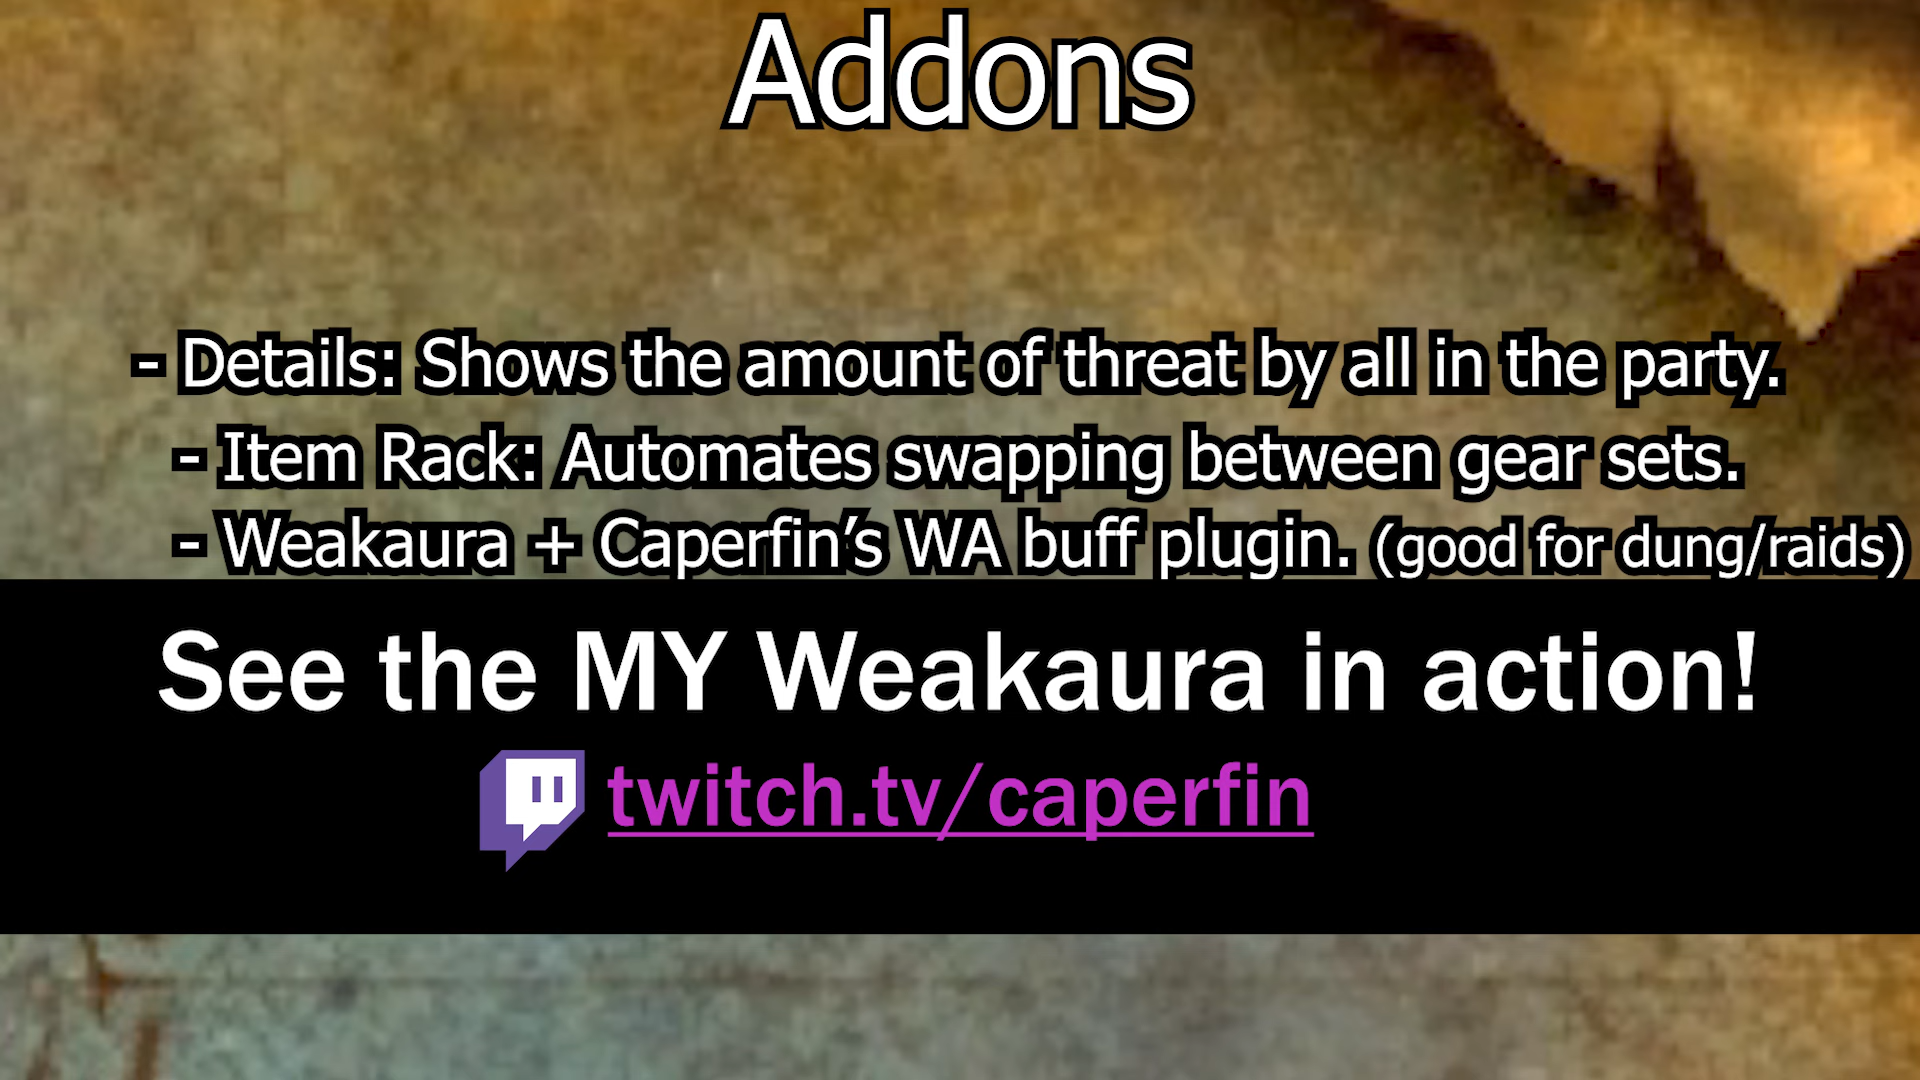 Addons
- Details: Shows the amount of threat by all in the party.
- Item Rack: Automates swapping between gear sets.
- Weakaura + Caperfin’s WA buff plugin. (good for dung/raids)
See the MY Weakaura in action!
twitch.tv/caperfin